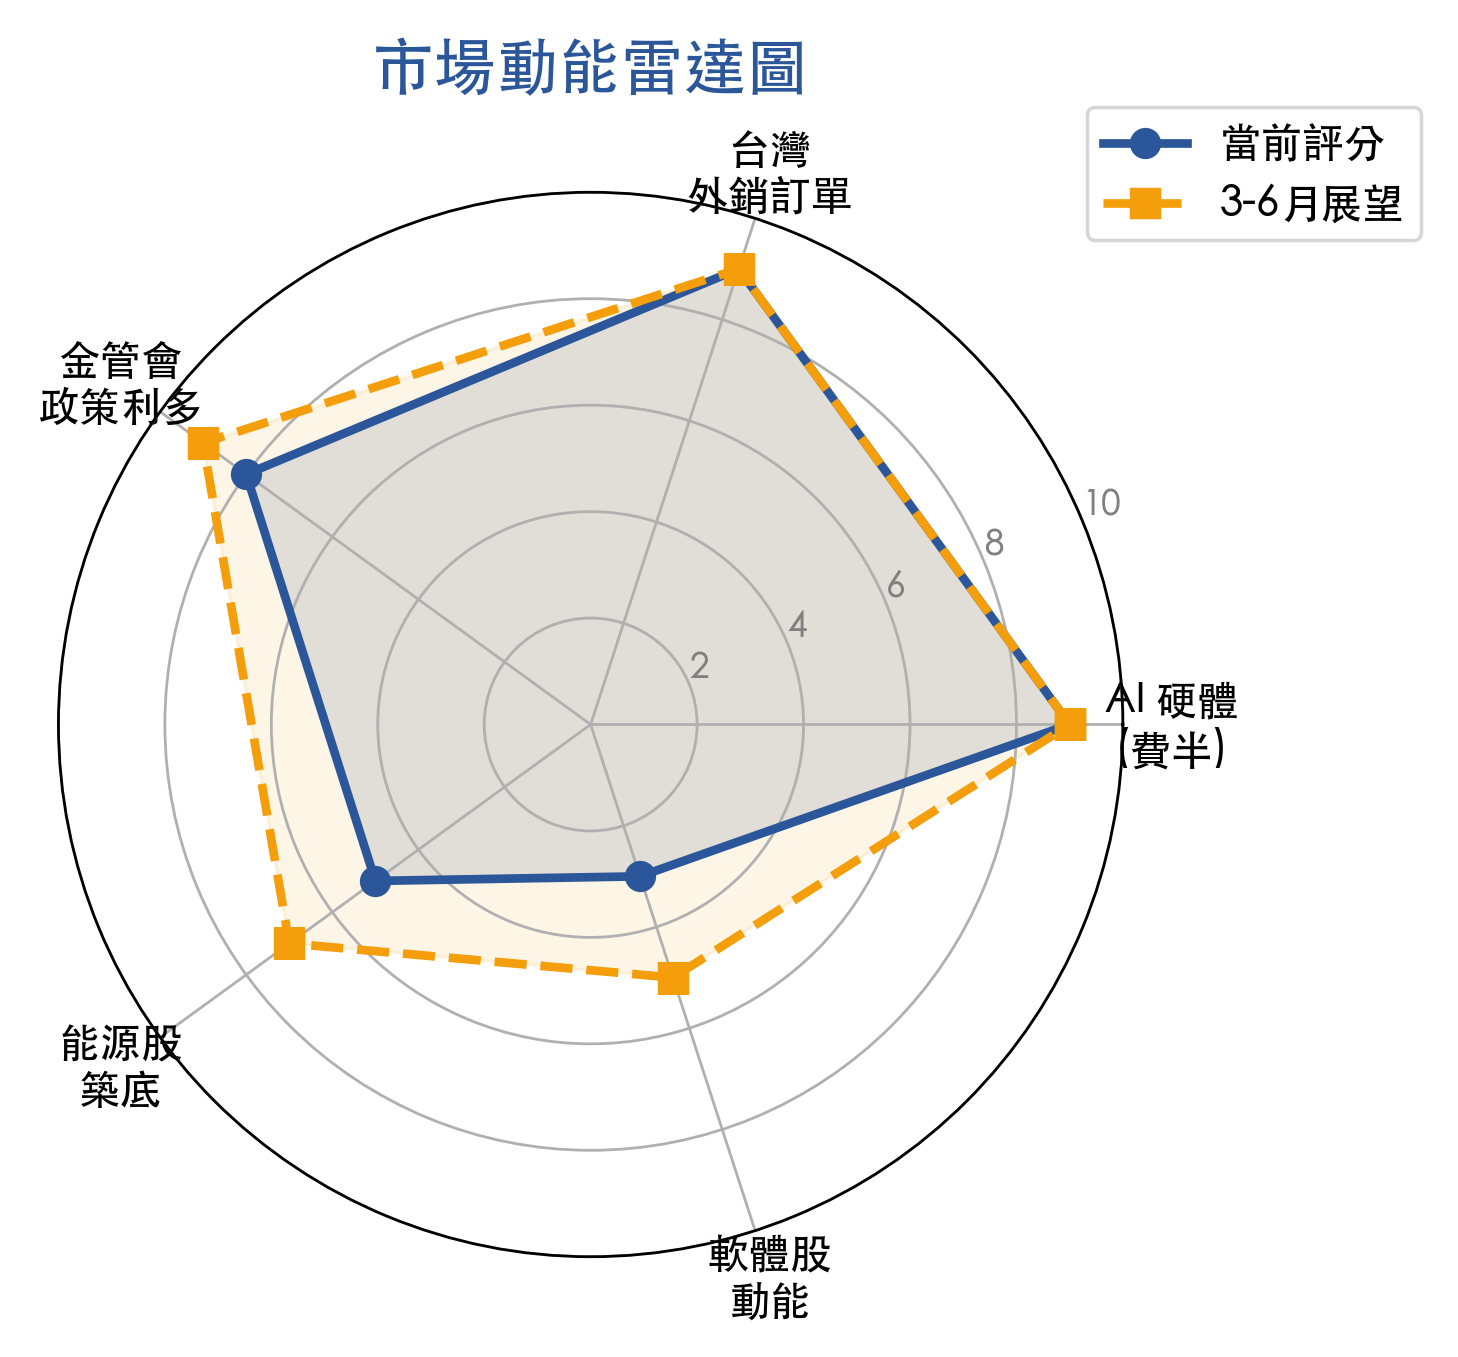 市場動能雷達圖
當前評分
3-6月展望
台灣
外銷訂單
金管會
政策利多
10
8
6
4
2
AI 硬體
(費半)
能源股
築底
軟體股
動能